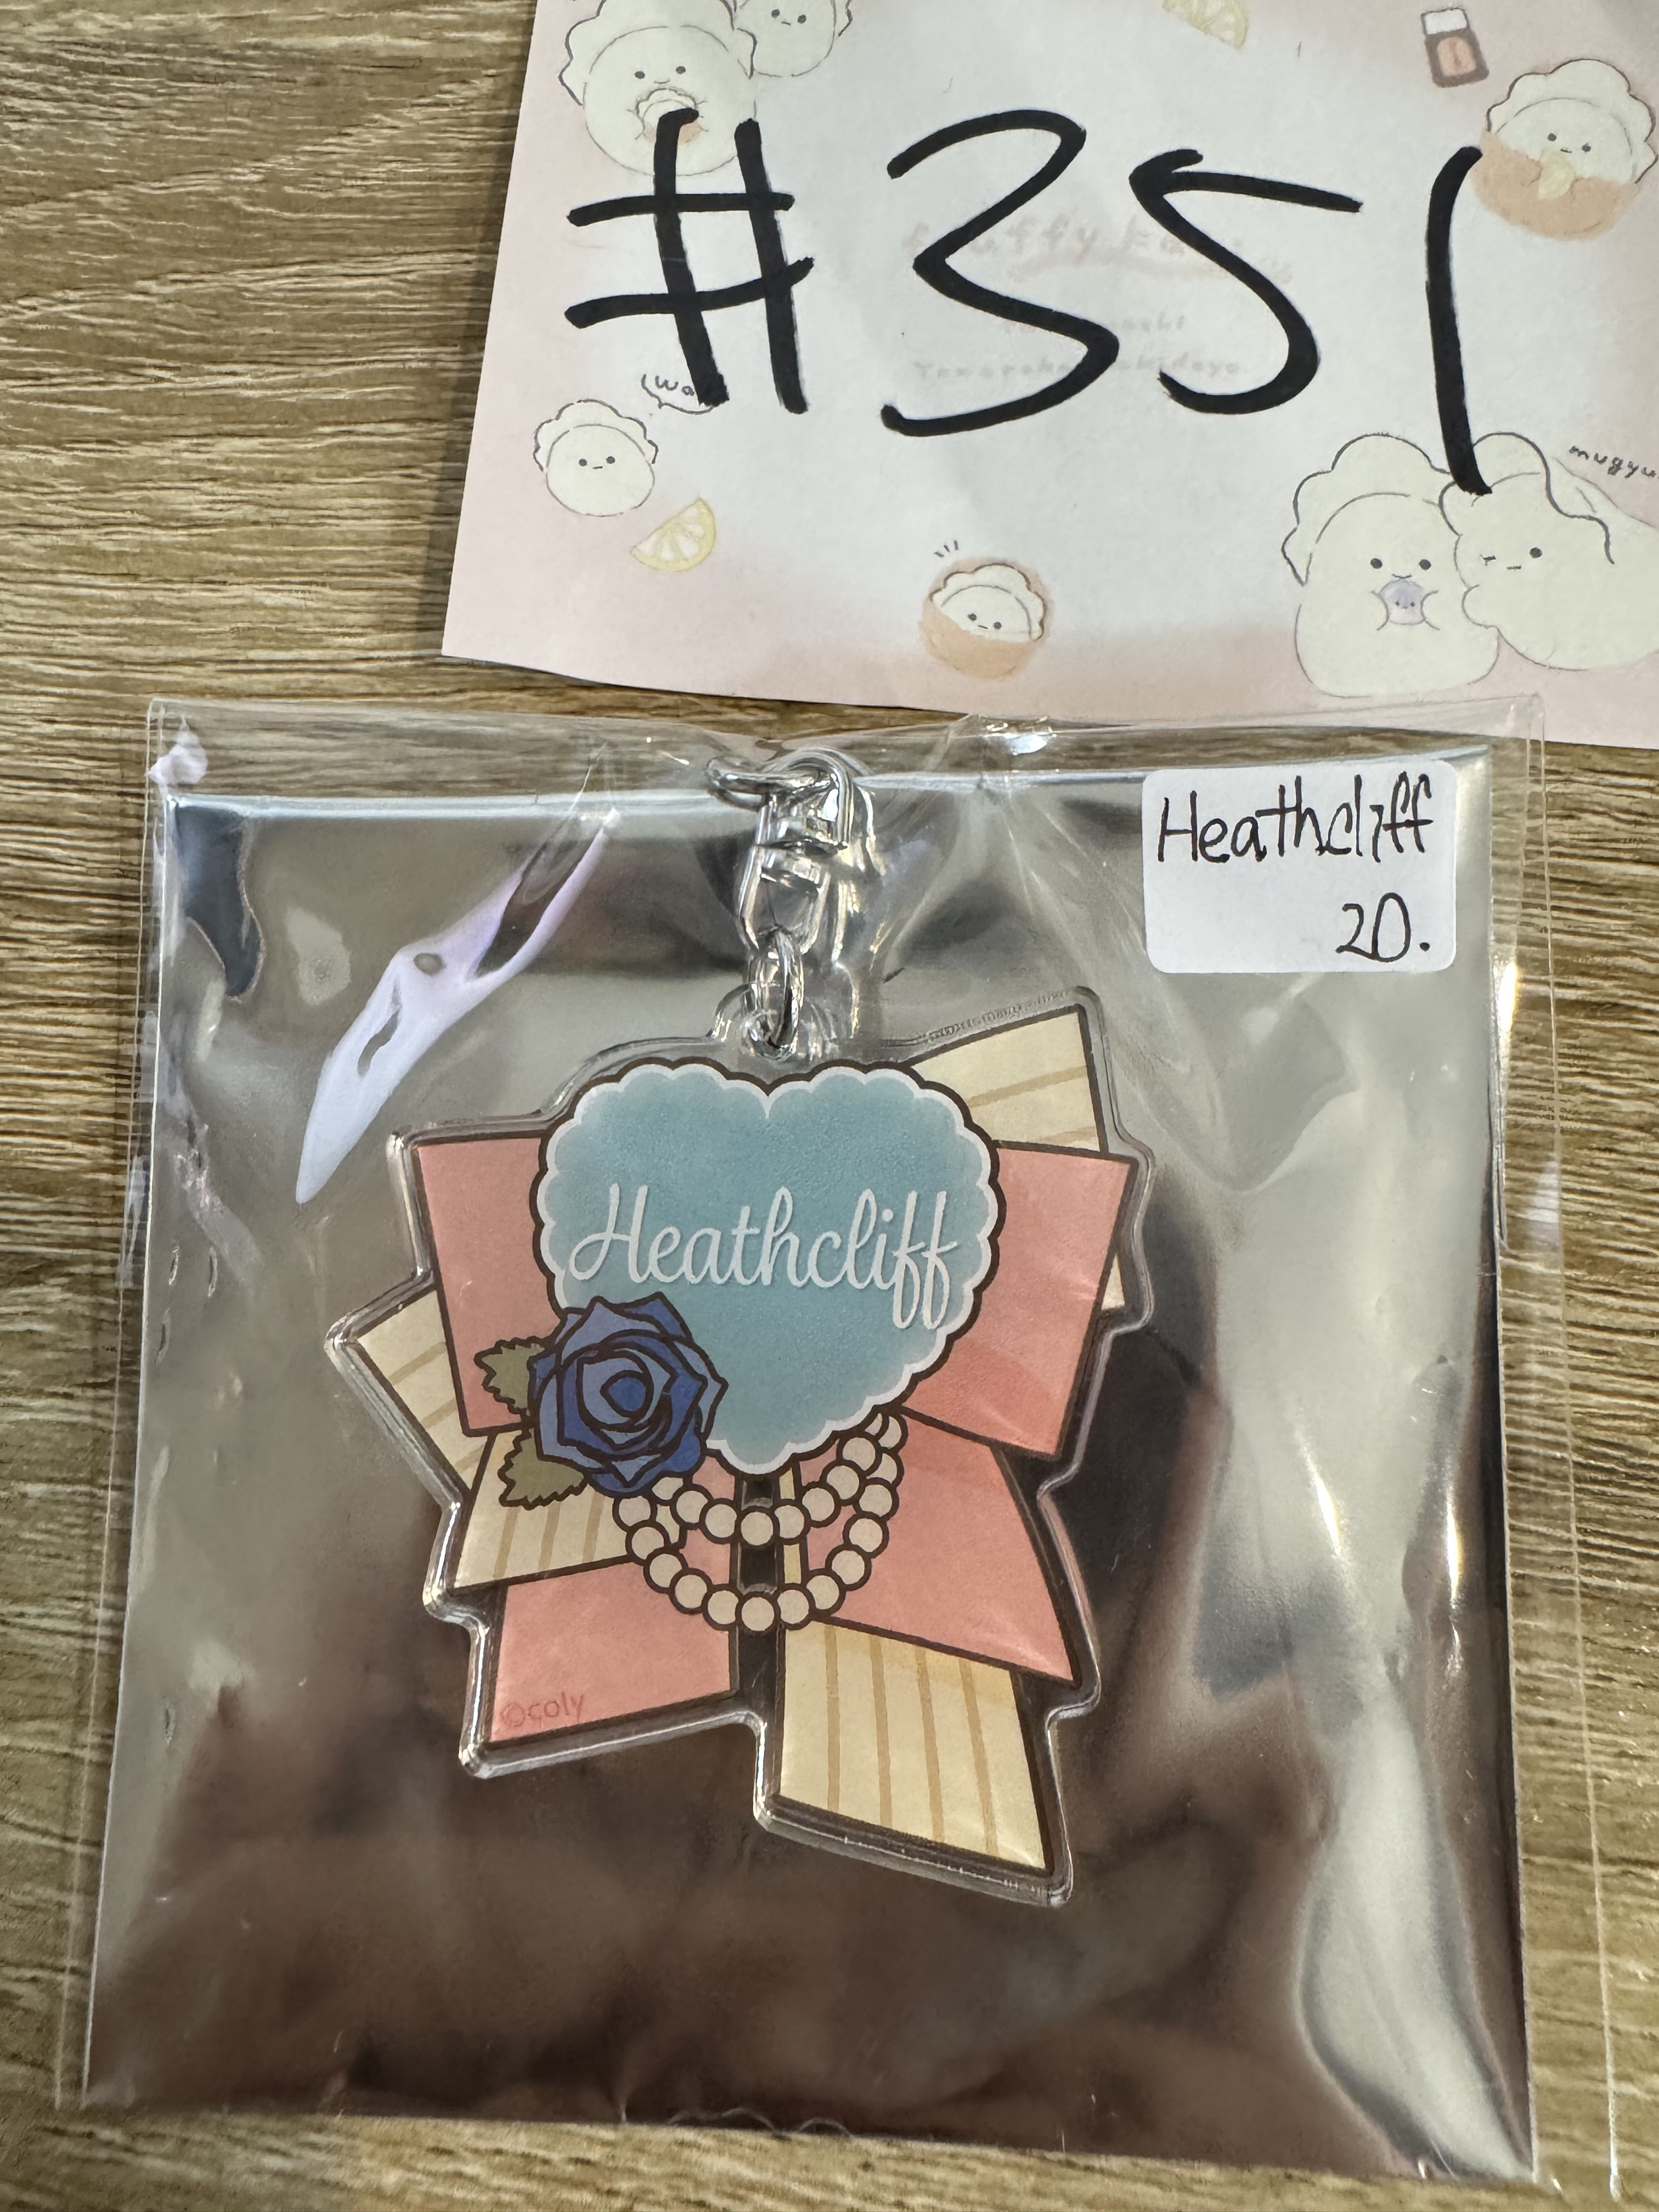 #351
wa
mugyu
Heathcliff
20.
Heathcliff
©coly